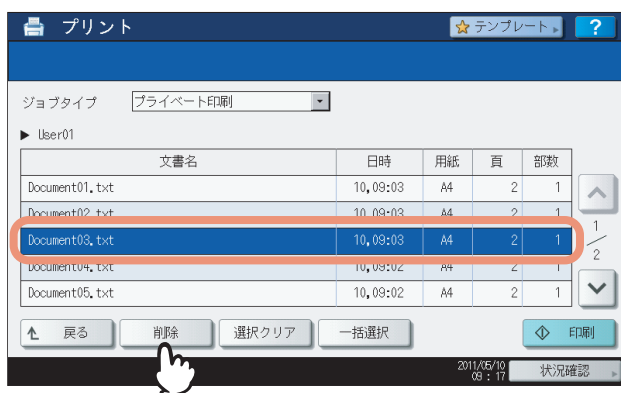 プリント テンプレート ?
ジョブタイプ プライベート印刷
▶ User01
文書名 日時 用紙 頁 部数
Document01.txt 10,09:03 A4 2 1
Document02.txt 10,09:03 A4 2 1
Document03.txt 10,09:03 A4 2 1
Document04.txt 10,09:02 A4 2 1
Document05.txt 10,09:02 A4 2 1
1
2
戻る 削除 選択クリア 一括選択 印刷
2011/05/10
09 : 17
状況確認